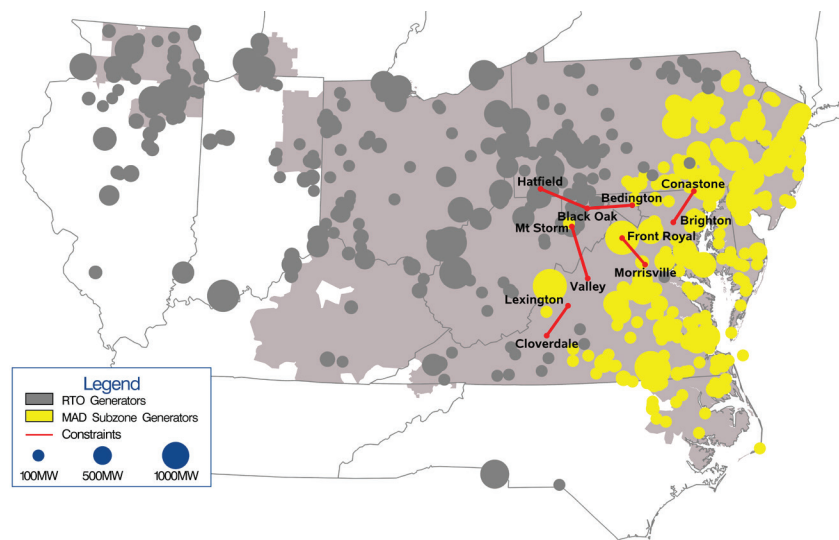 Hatfield
Conastone
Bedington
Black Oak
Brighton
Mt Storm
Front Royal
Morrisville
Valley
Lexington
Cloverdale
Legend
RTO Generators
MAD Subzone Generators
Constraints
100MW
500MW
1000MW